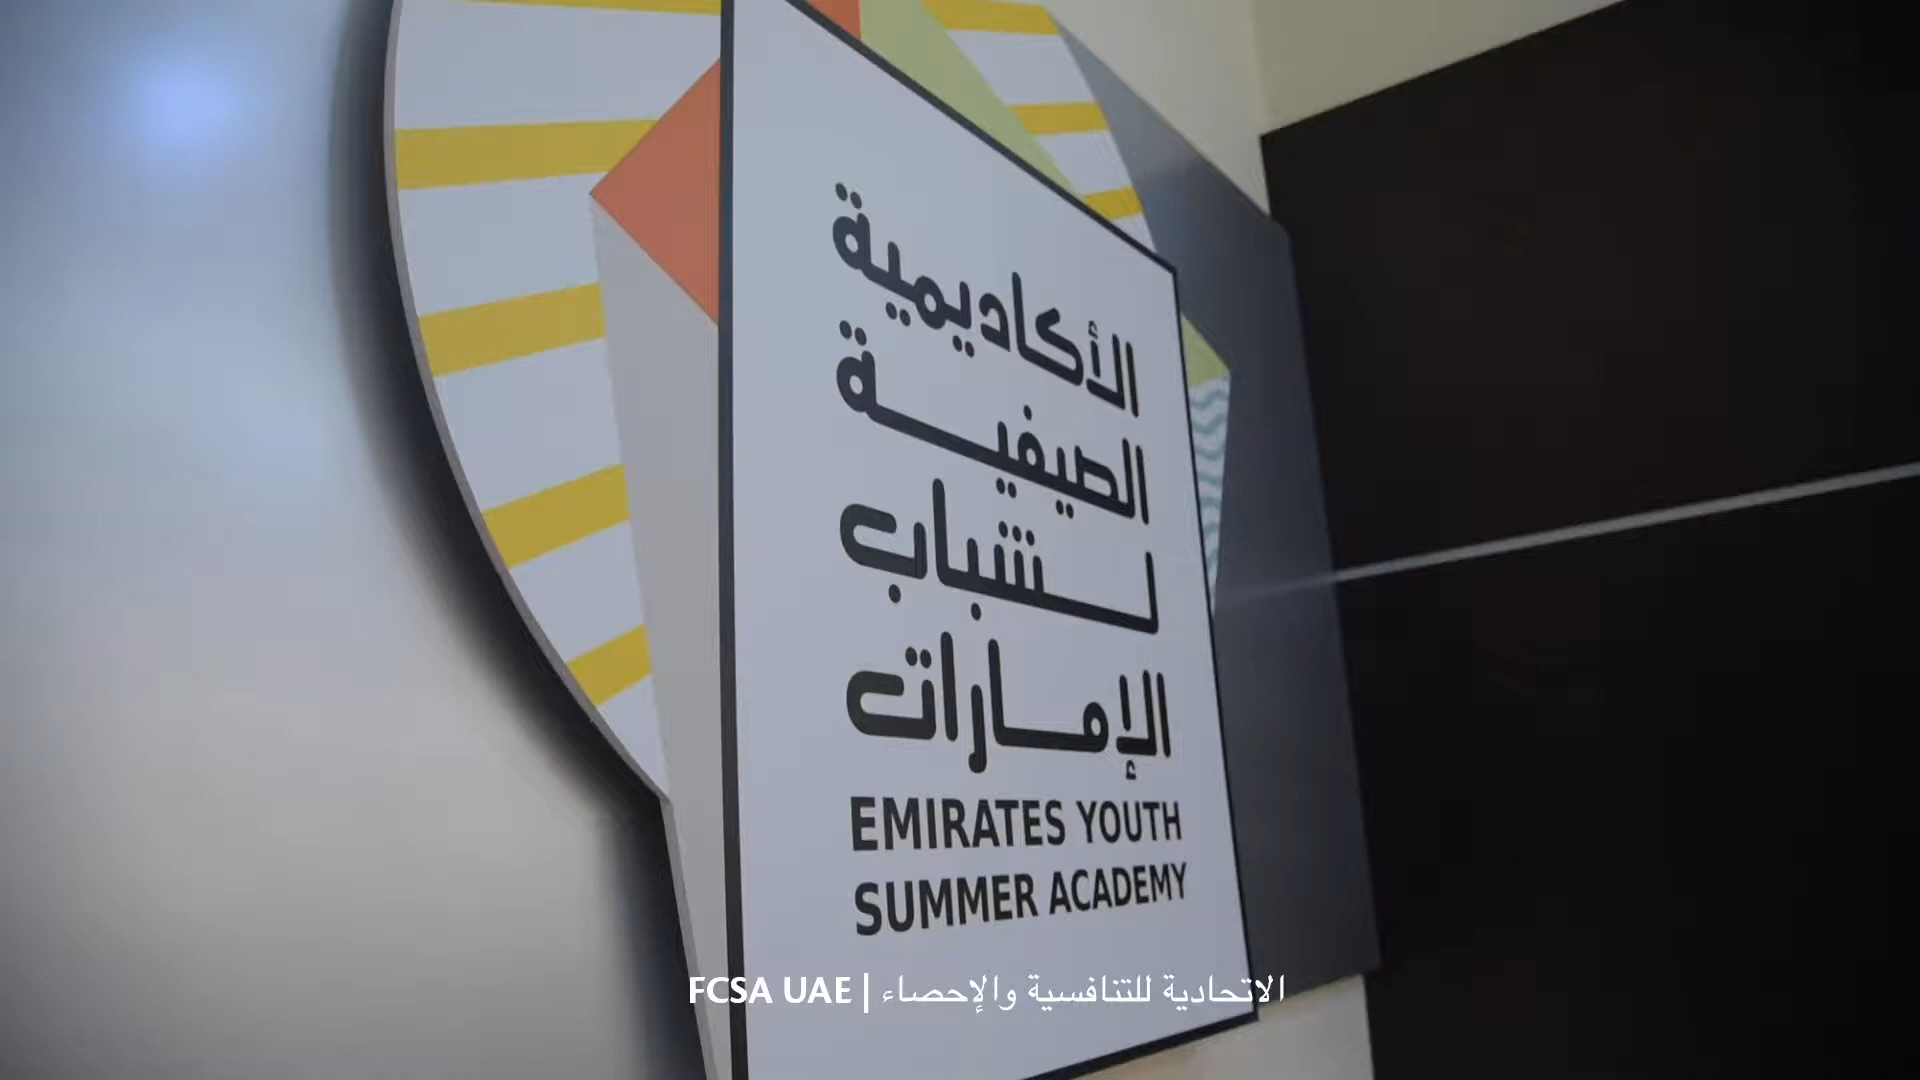 الأكاديمية
الصيفية
لشباب
الإمارات
EMIRATES YOUTH
SUMMER ACADEMY
FCSA UAE | الاتحادية للتنافسية والإحصاء